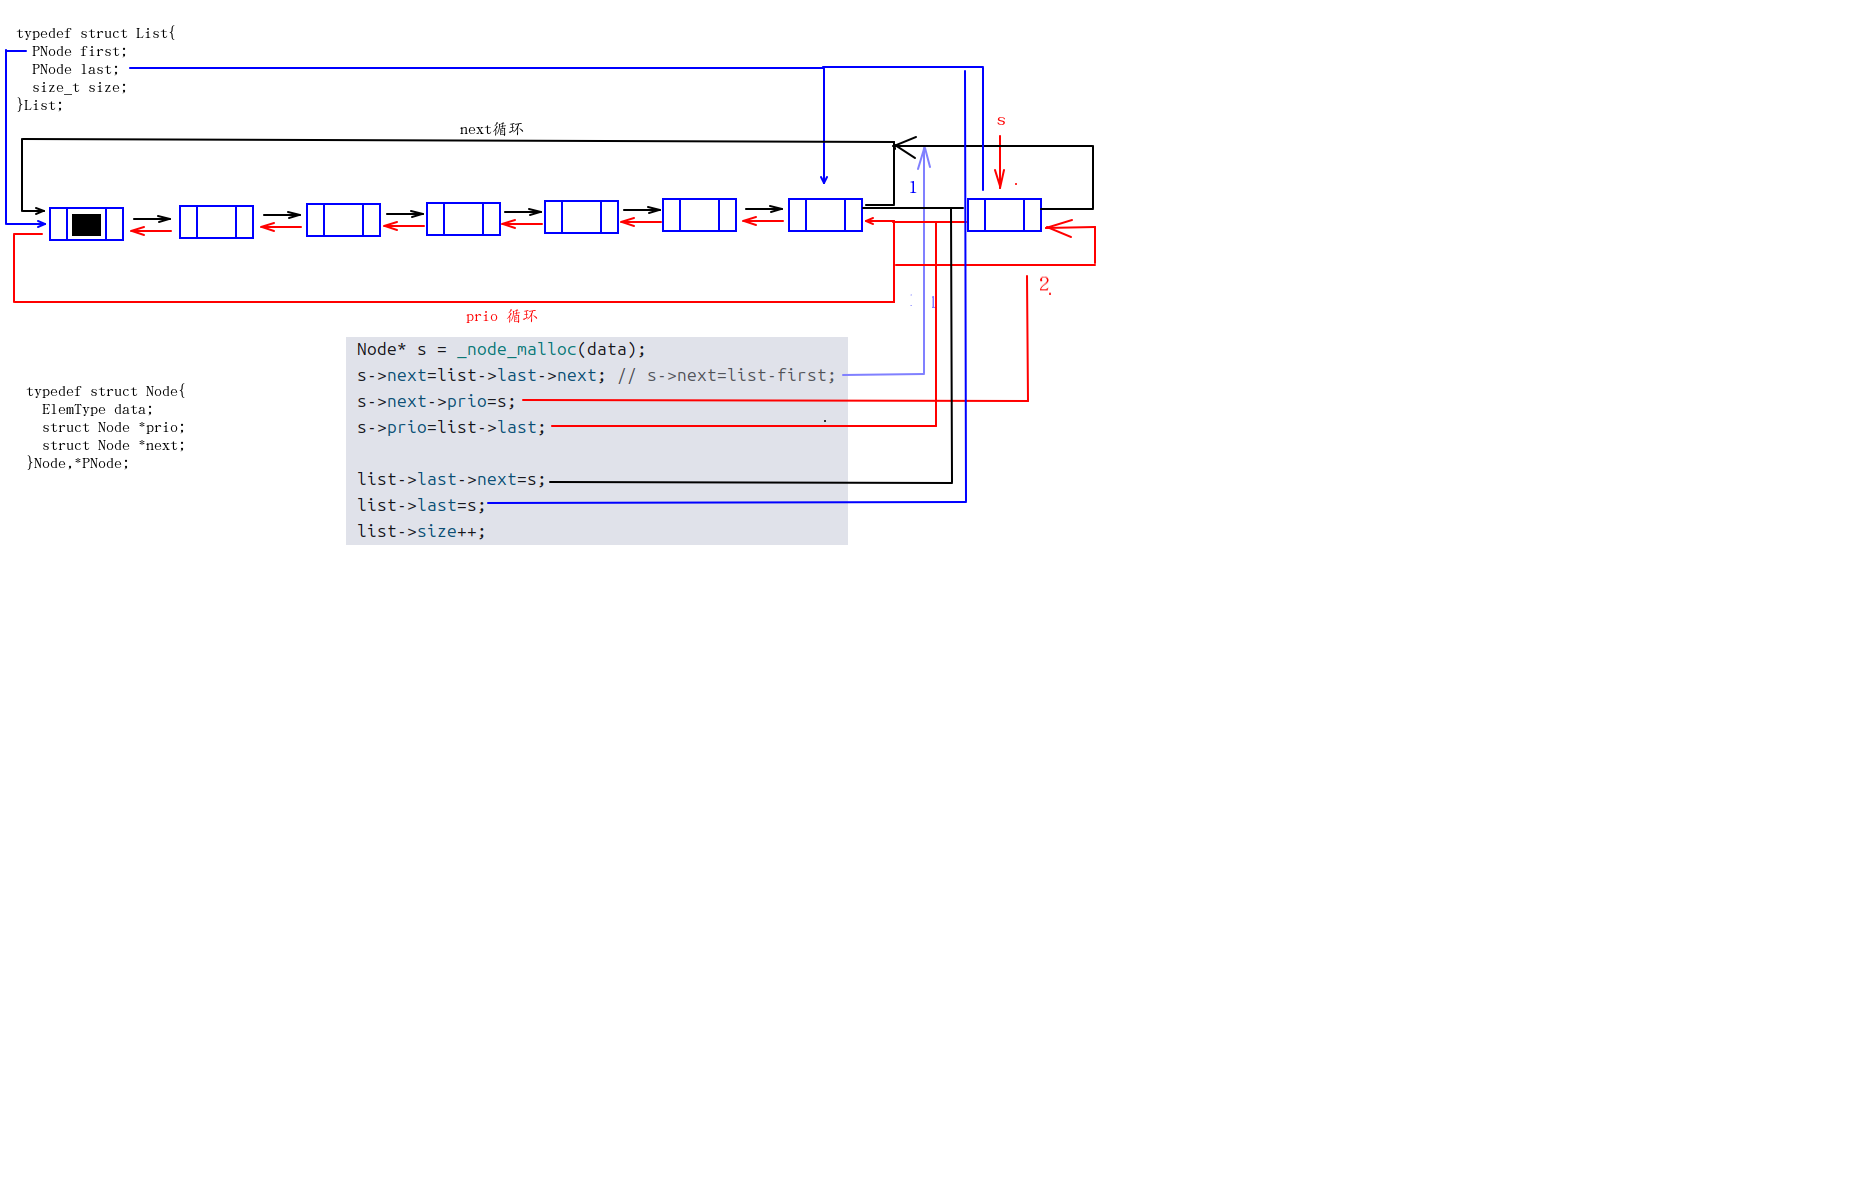 typedef struct List{
PNode first;
PNode last;
size_t size;
}List;
next循环
s
1
2
1
prio 循环
Node* s = _node_malloc(data);
s->next=list->last->next; // s->next=list-first;
s->next->prio=s;
s->prio=list->last;
list->last->next=s;
list->last=s;
list->size++;
typedef struct Node{
ElemType data;
struct Node *prio;
struct Node *next;
}Node,*PNode;